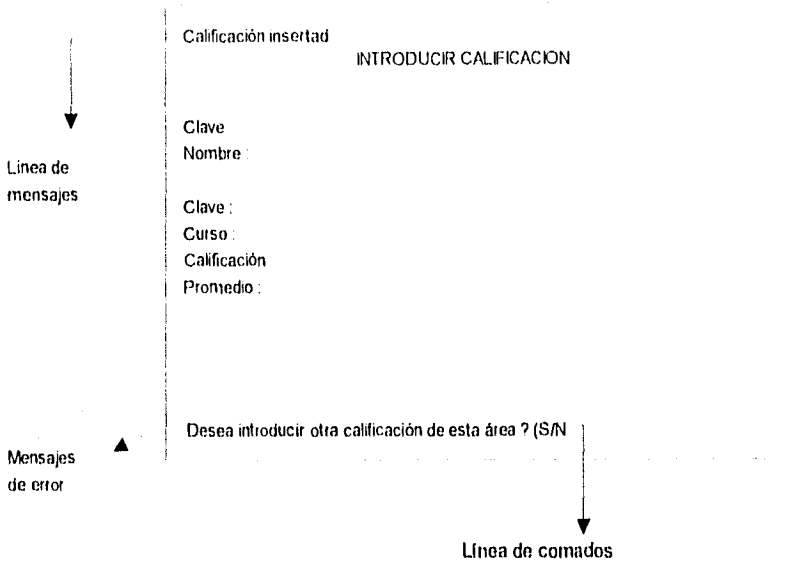 Calificación insertad
INTRODUCIR CALIFICACION
Clave
Nombre :
Linea de
mensajes
Clave :
Curso :
Calificación
Promedio :
Desea introducir otra calificación de esta área ? (S/N
Mensajes
de error
Línea de comados